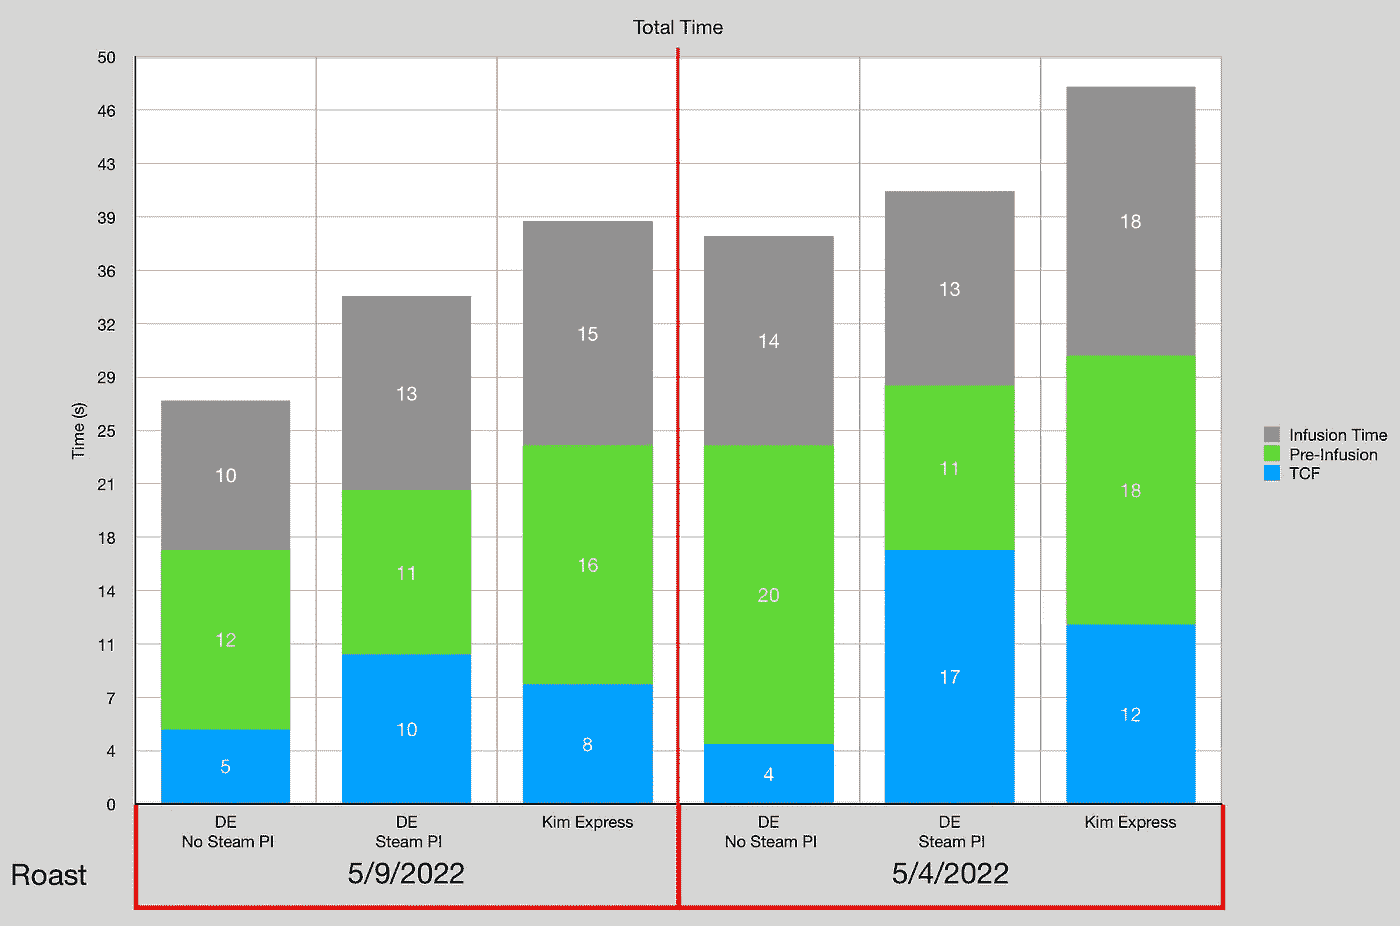 Total Time
50
46
43
39
36
32
29
25
21
18
14
11
7
4
0
Time (s)
10
12
5
13
11
10
15
16
8
14
20
4
13
11
17
18
18
12
Infusion Time
Pre-Infusion
TCF
DE
No Steam PI
DE
Steam PI
Kim Express
DE
No Steam PI
DE
Steam PI
Kim Express
Roast
5/9/2022
5/4/2022